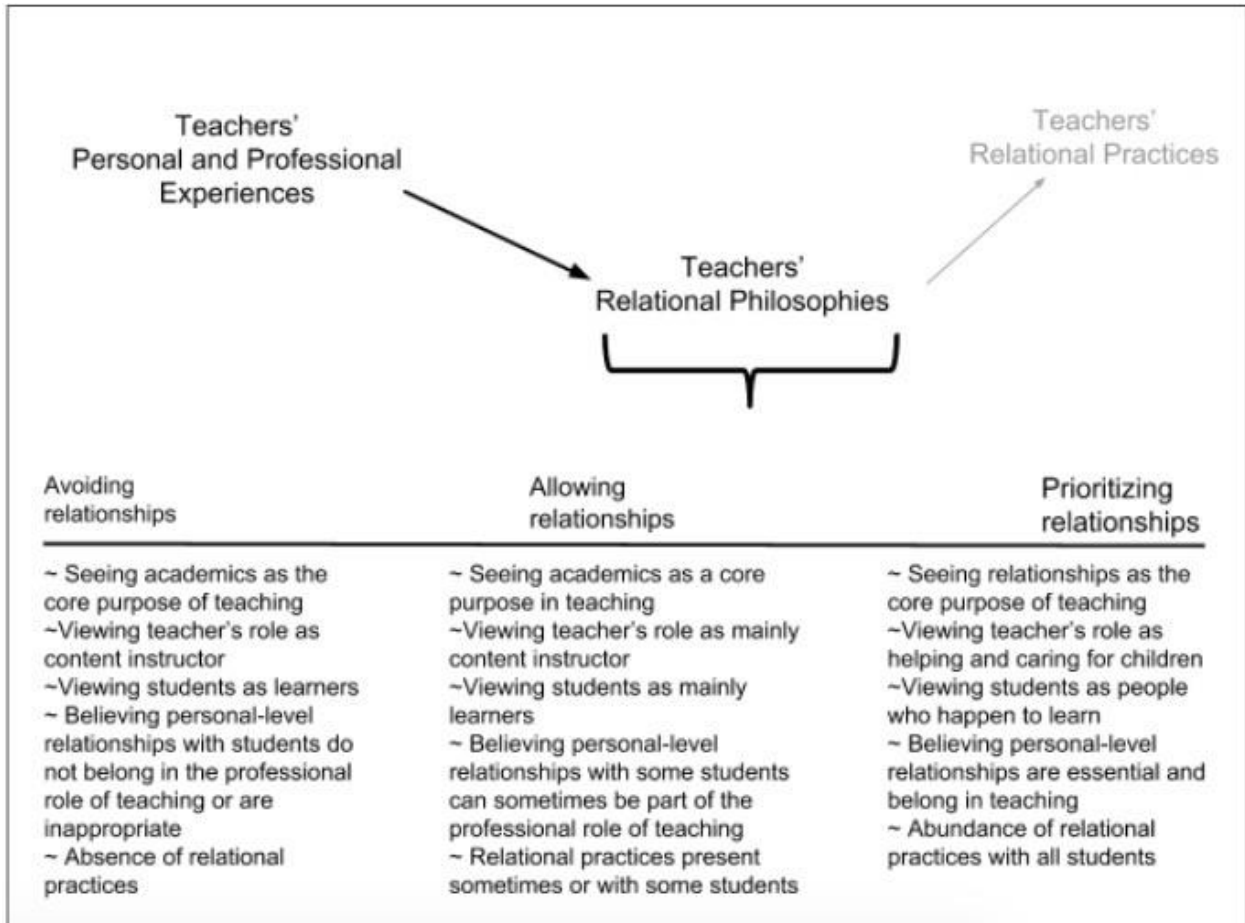 Teachers’
Personal and Professional
Experiences
Teachers’
Relational Practices
Teachers’
Relational Philosophies
Avoiding
relationships
~ Seeing academics as the
core purpose of teaching
~Viewing teacher’s role as
content instructor
~Viewing students as learners
~ Believing personal-level
relationships with students do
not belong in the professional
role of teaching or are
inappropriate
~ Absence of relational
practices
Allowing
relationships
~ Seeing academics as a core
purpose in teaching
~Viewing teacher’s role as mainly
content instructor
~Viewing students as mainly
learners
~ Believing personal-level
relationships with some students
can sometimes be part of the
professional role of teaching
~ Relational practices present
sometimes or with some students
Prioritizing
relationships
~ Seeing relationships as the
core purpose of teaching
~Viewing teacher’s role as
helping and caring for children
~Viewing students as people
who happen to learn
~ Believing personal-level
relationships are essential and
belong in teaching
~ Abundance of relational
practices with all students